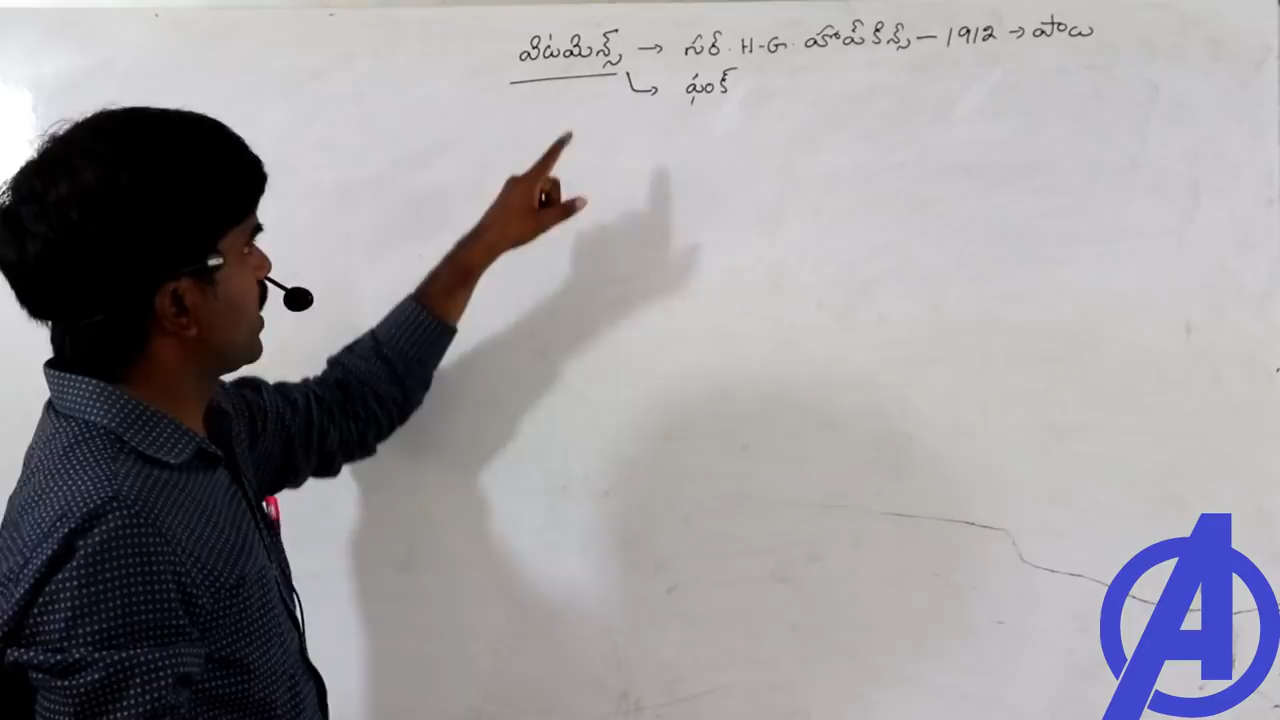 విటమిన్స్ → సర్. H-G. హాప్‌కిన్స్ – 1912 → పాలు
↳ ఫంక్